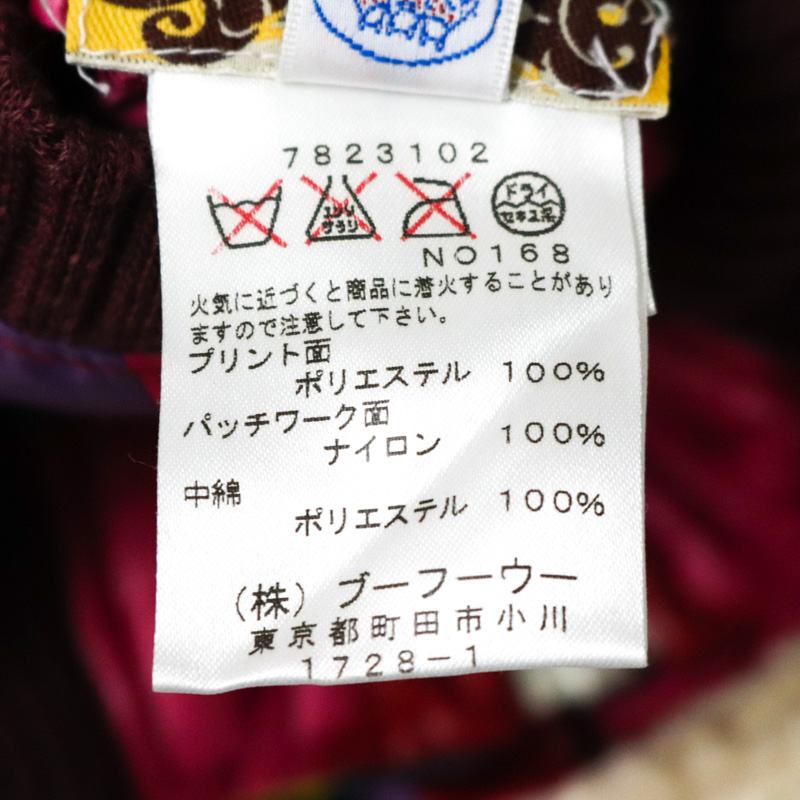 7823102
エンソ
サラシ
ドライ
セキユ系
NO168
火気に近づくと商品に着火することがあり
ますので注意して下さい。
プリント面
ポリエステル 100%
パッチワーク面
ナイロン 100%
中綿
ポリエステル 100%
(株) ブーフーウー
東京都町田市小川
1728-1